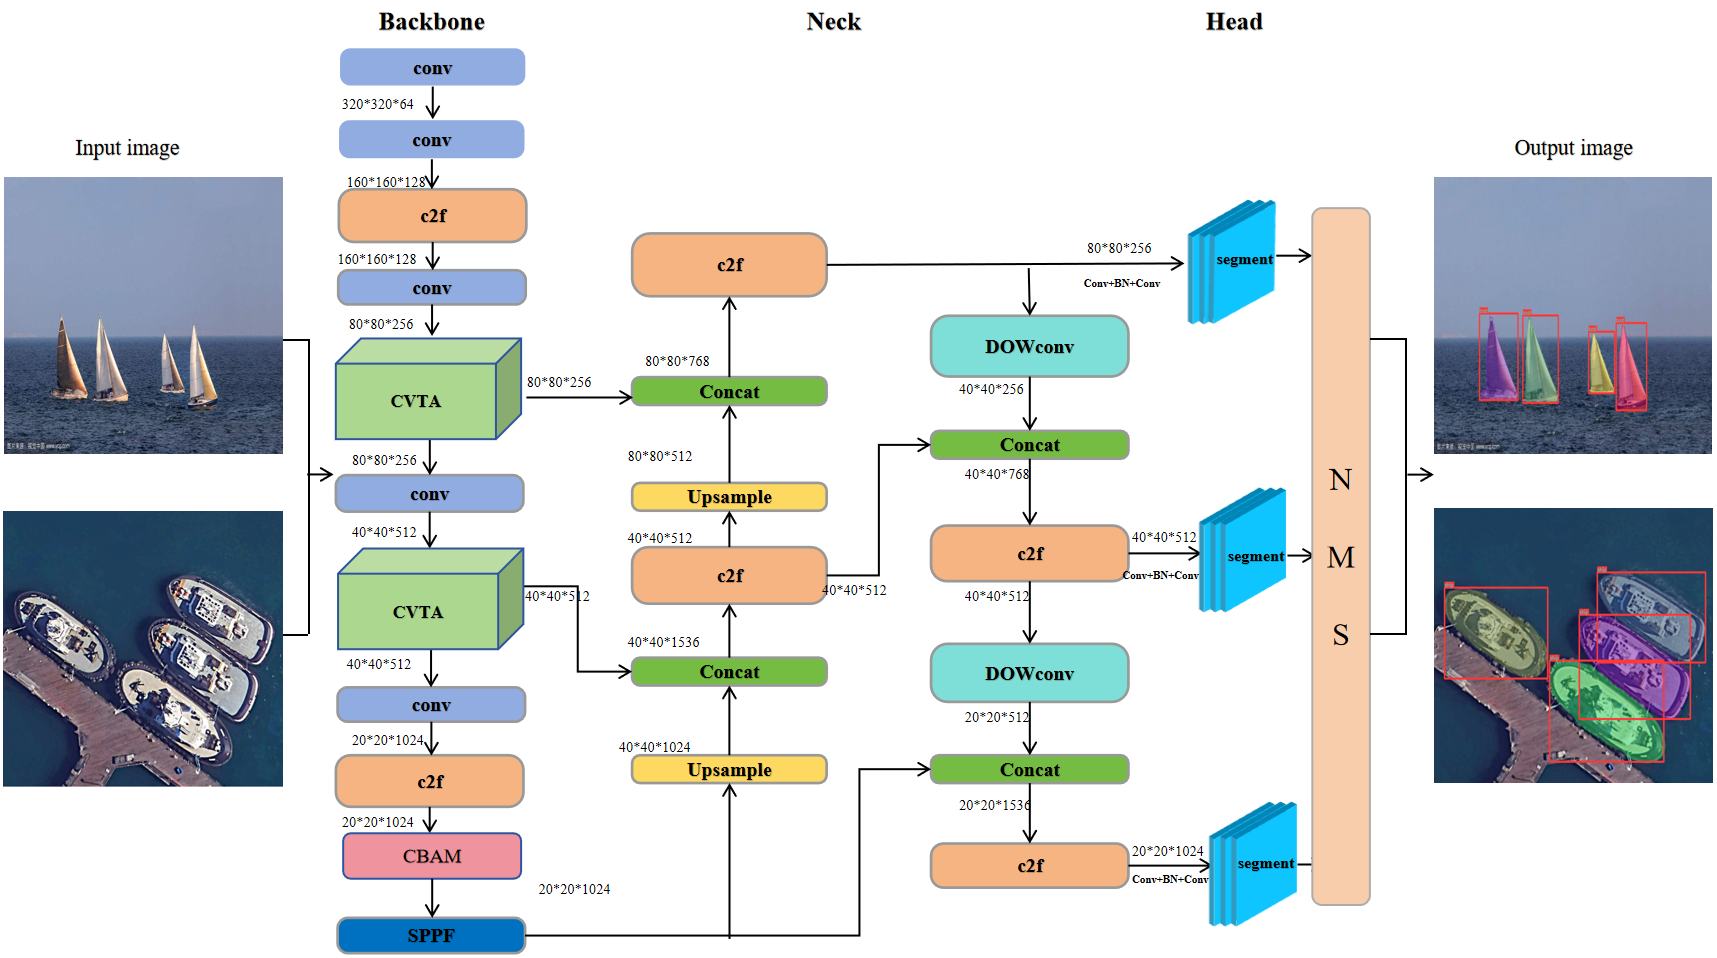 Backbone
Neck
Head
Input image
Output image
conv
320*320*64
conv
160*160*128
c2f
160*160*128
conv
80*80*256
CVTA
80*80*256
80*80*256
conv
40*40*512
CVTA
40*40*512
40*40*512
conv
20*20*1024
c2f
20*20*1024
CBAM
20*20*1024
SPPF
c2f
80*80*768
Concat
80*80*512
Upsample
40*40*512
c2f
40*40*512
40*40*1536
Concat
40*40*1024
Upsample
80*80*256
Conv+BN+Conv
DOWconv
40*40*256
Concat
40*40*768
c2f
40*40*512
Conv+BN+Conv
40*40*512
DOWconv
20*20*512
Concat
20*20*1536
c2f
20*20*1024
Conv+BN+Conv
segment
segment
segment
N
M
S